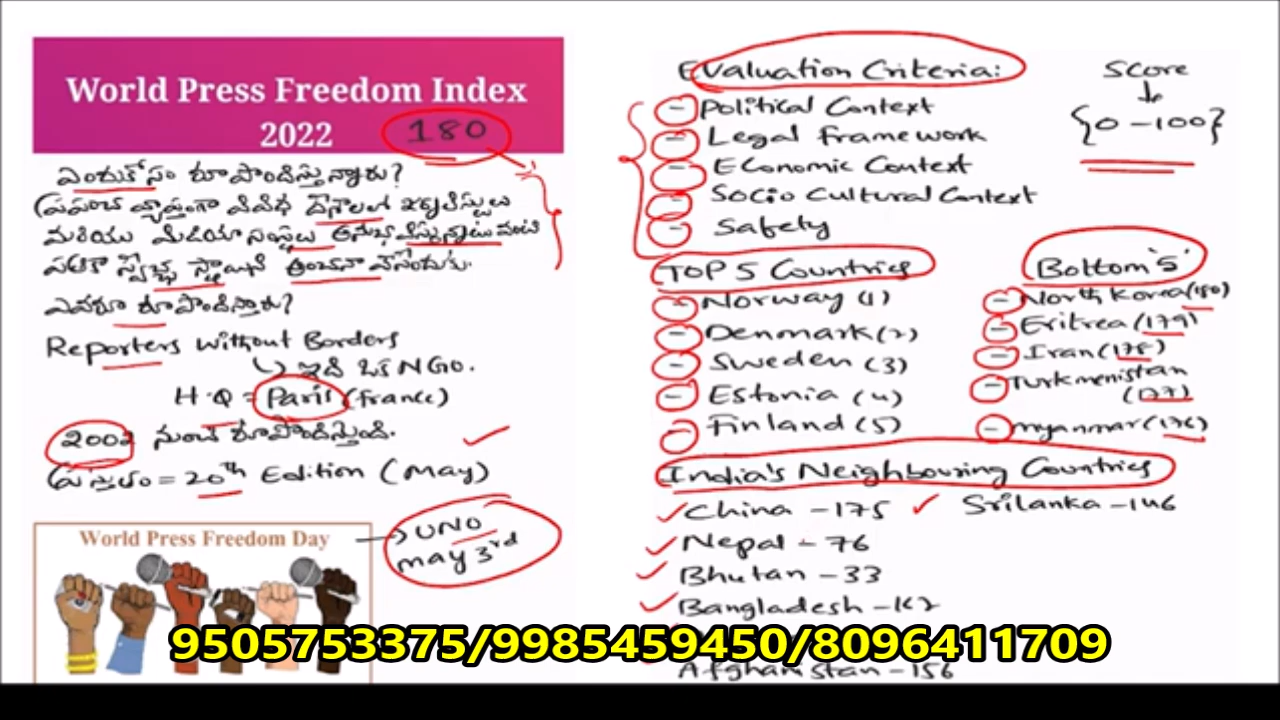 World Press Freedom Index
2022
180
ఎందుకోసం రూపొందిస్తున్నారు?
ప్రపంచ వ్యాప్తంగా వివిధ దేశాలలో జర్నలిస్టులు
మరియు మీడియా సంస్థలు అనుభవిస్తున్నటు వంటి
పత్రికా స్వేచ్ఛ స్థాయిని అంచనా వేసేందుకు.
ఎవరూ రూపొందిస్తారు?
Reporters without Borders
ఇది ఒక NGO.
H.Q = Paris (France)
2002 నుంచి రూపొందిస్తుంది.
ప్రస్తుతం = 20th Edition (May)
World Press Freedom Day
UNO
May 3rd
Evaluation Criteria:
- Political Context
- Legal Framework
- Economic Context
- Socio Cultural Context
- Safety
Score
{0-100}
TOP 5 Countries
- Norway (1)
- Denmark (2)
- Sweden (3)
- Estonia (4)
- Finland (5)
Bottom '5'
- North Korea (180)
- Eritrea (179)
- Iran (178)
- Turkmenistan
(177)
- Myanmar (176)
India's Neighbouring Countries
China - 175
Srilanka - 146
Nepal - 76
Bhutan - 33
Bangladesh - 162
9505753375/9985459450/8096411709
Afghanistan - 156